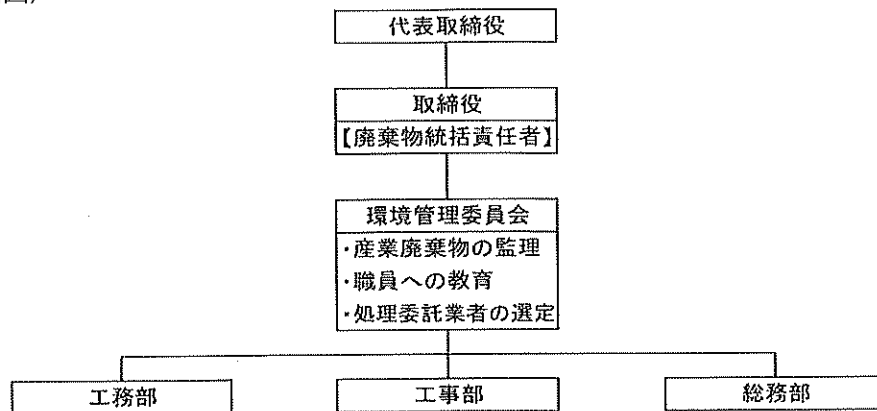 代表取締役
取締役
【廃棄物統括責任者】
環境管理委員会
・産業廃棄物の監理
・職員への教育
・処理委託業者の選定
工務部
工事部
総務部